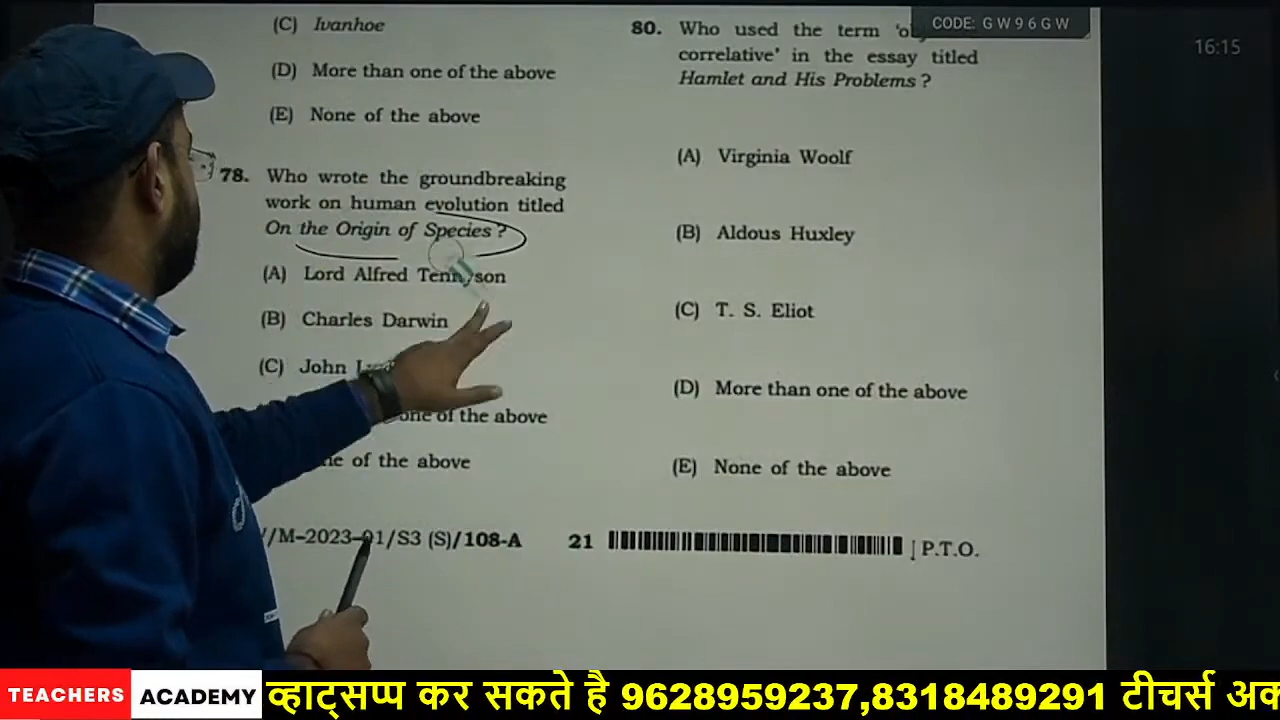 (C) Ivanhoe
(D) More than one of the above
(E) None of the above
78. Who wrote the groundbreaking
work on human evolution titled
On the Origin of Species?
(A) Lord Alfred Tennyson
(B) Charles Darwin
(C) John
one of the above
of the above
//M-2023-01/S3 (S)/108-A
21
80. Who used the term
correlative' in the essay titled
Hamlet and His Problems?
(A) Virginia Woolf
(B) Aldous Huxley
(C) T. S. Eliot
(D) More than one of the above
(E) None of the above
[ P.T.O.
CODE: GW96GW
16:15
TEACHERS ACADEMY
व्हाट्सप्प कर सकते है 9628959237,8318489291 टीचर्स